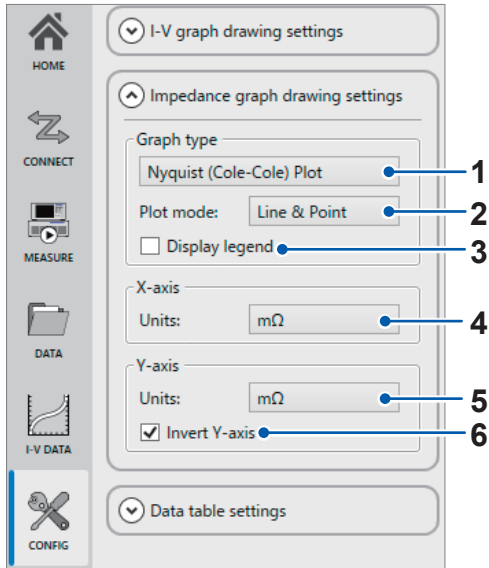 HOME
CONNECT
MEASURE
DATA
I-V DATA
CONFIG
I-V graph drawing settings
Impedance graph drawing settings
Graph type
Nyquist (Cole-Cole) Plot
1
Plot mode: Line & Point
2
Display legend
3
X-axis
Units: mΩ
4
Y-axis
Units: mΩ
5
Invert Y-axis
6
Data table settings